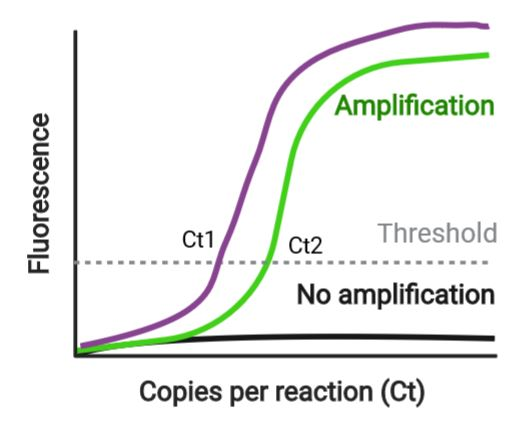 Fluorescence
Amplification
Threshold
Ct1
Ct2
No amplification
Copies per reaction (Ct)